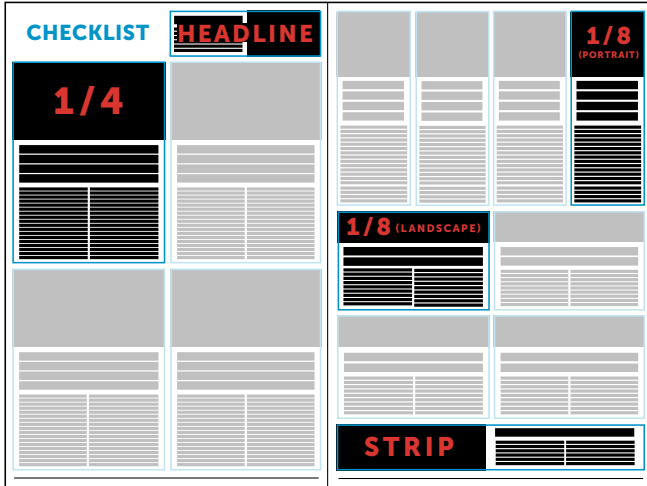 CHECKLIST
HEADLINE
1/4
1/8
(PORTRAIT)
1/8 (LANDSCAPE)
STRIP